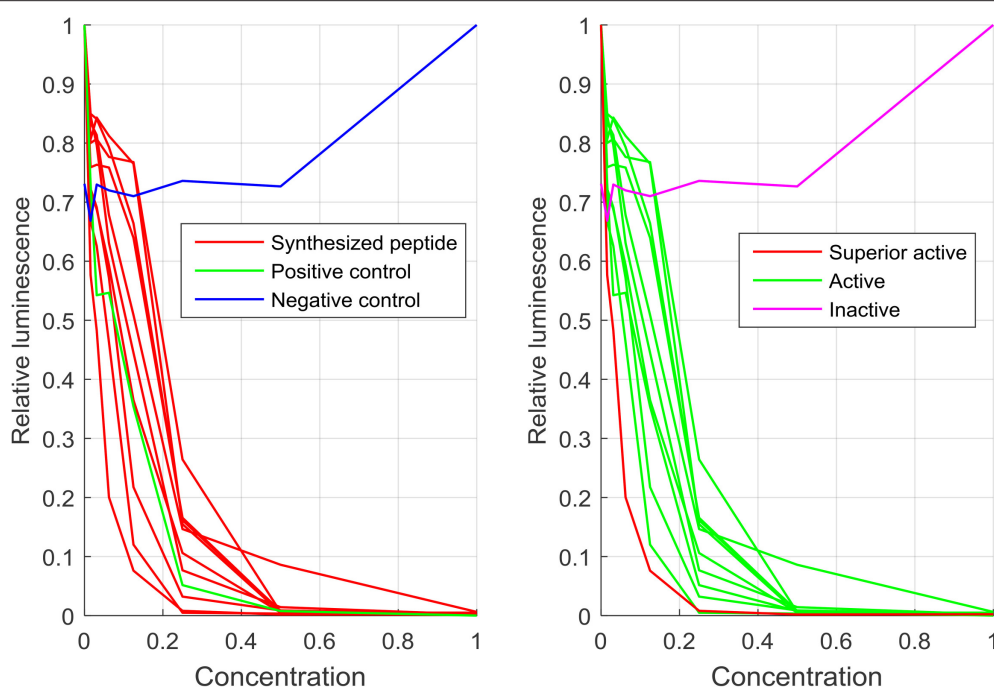 1
0.9
0.8
0.7
0.6
0.5
0.4
0.3
0.2
0.1
0
Relative luminescence
Synthesized peptide
Positive control
Negative control
0 0.2 0.4 0.6 0.8 1
Concentration
1
0.9
0.8
0.7
0.6
0.5
0.4
0.3
0.2
0.1
0
Relative luminescence
Superior active
Active
Inactive
0 0.2 0.4 0.6 0.8 1
Concentration